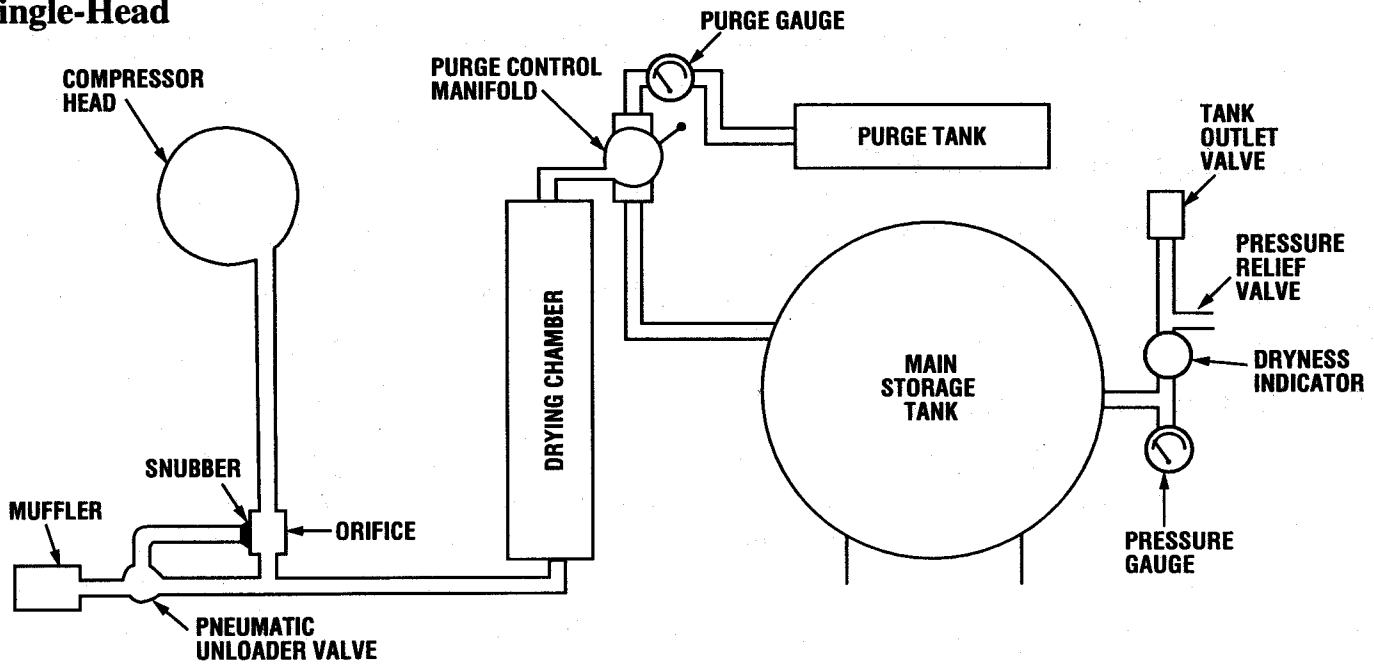 ingle-Head
PURGE GAUGE
COMPRESSOR
HEAD
PURGE CONTROL
MANIFOLD
PURGE TANK
TANK
OUTLET
VALVE
PRESSURE
RELIEF
VALVE
DRYING CHAMBER
MAIN
STORAGE
TANK
DRYNESS
INDICATOR
SNUBBER
MUFFLER
ORIFICE
PRESSURE
GAUGE
PNEUMATIC
UNLOADER VALVE